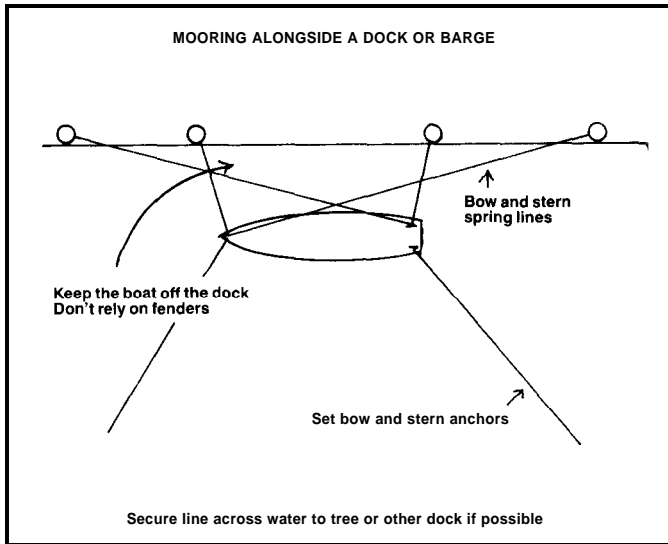 MOORING ALONGSIDE A DOCK OR BARGE
Bow and stern
spring lines
Keep the boat off the dock
Don't rely on fenders
Set bow and stern anchors
Secure line across water to tree or other dock if possible